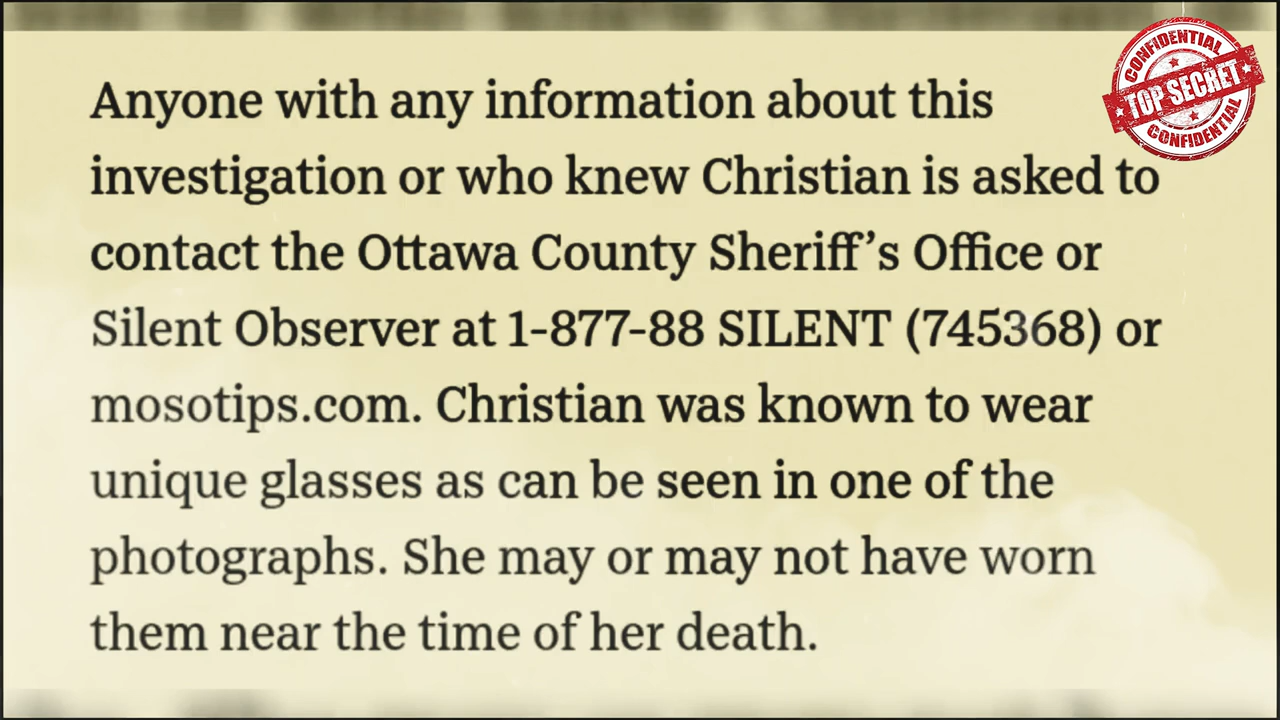 CONFIDENTIAL
TOP SECRET
CONFIDENTIAL
Anyone with any information about this
investigation or who knew Christian is asked to
contact the Ottawa County Sheriff’s Office or
Silent Observer at 1-877-88 SILENT (745368) or
mosotips.com. Christian was known to wear
unique glasses as can be seen in one of the
photographs. She may or may not have worn
them near the time of her death.